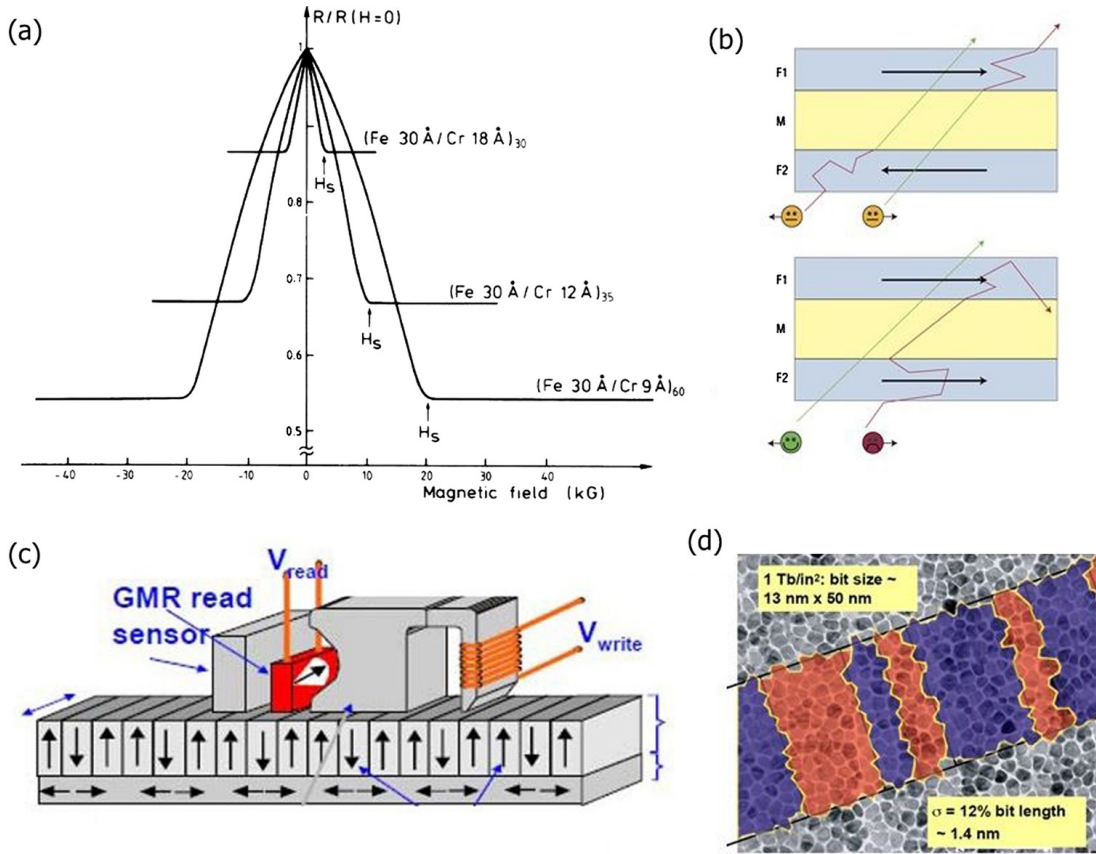 (a)
R/R(H=0)
1
(Fe 30 Å/Cr 18 Å)30
Hs
0.8
0.7
(Fe 30 Å/Cr 12 Å)35
Hs
0.6
(Fe 30 Å/Cr 9 Å)60
Hs
0.5
-40 -30 -20 -10 0 10 20 30 40
Magnetic field (kG)
(b)
F1
M
F2
F1
M
F2
(c)
Vread
GMR read
sensor
Vwrite
(d)
1 Tb/in²: bit size ~
13 nm x 50 nm
σ = 12% bit length
~ 1.4 nm